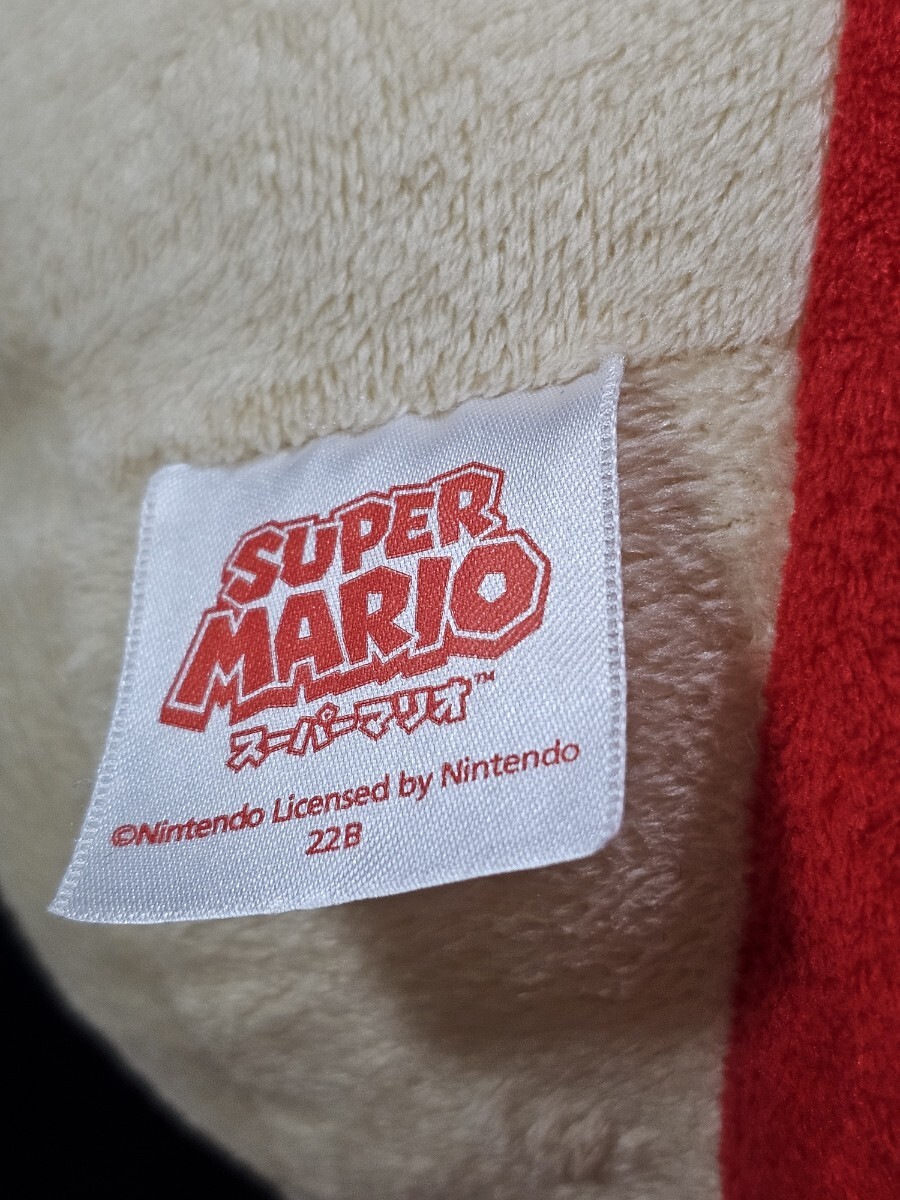 SUPER
MARIO
スーパーマリオ™
©Nintendo Licensed by Nintendo
22B